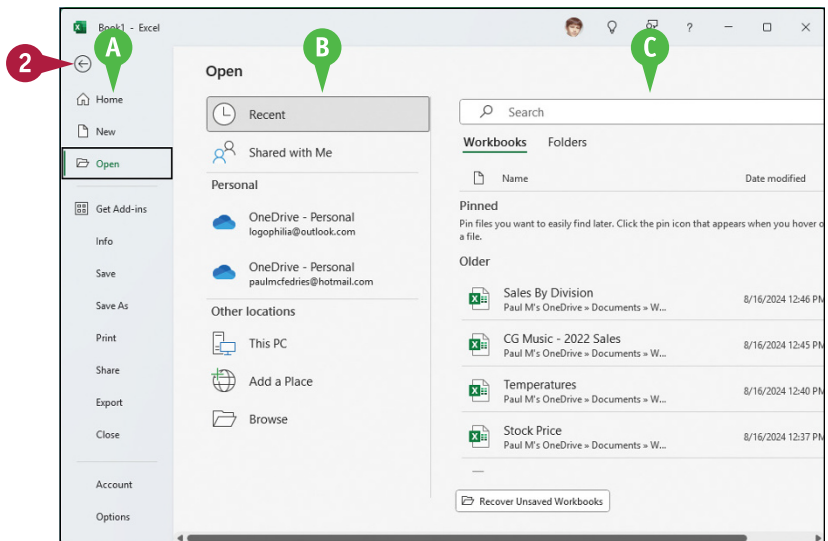 Book1 - Excel
?
A
B
C
2
Home
New
Open
Get Add-ins
Info
Save
Save As
Print
Share
Export
Close
Account
Options
Open
Recent
Shared with Me
Personal
OneDrive - Personal
logophilia@outlook.com
OneDrive - Personal
paulmcfedries@hotmail.com
Other locations
This PC
Add a Place
Browse
Search
Workbooks Folders
Name Date modified
Pinned
Pin files you want to easily find later. Click the pin icon that appears when you hover o
a file.
Older
Sales By Division
Paul M's OneDrive » Documents » W...
8/16/2024 12:46 PM
CG Music - 2022 Sales
Paul M's OneDrive » Documents » W...
8/16/2024 12:45 PM
Temperatures
Paul M's OneDrive » Documents » W...
8/16/2024 12:40 PM
Stock Price
Paul M's OneDrive » Documents » W...
8/16/2024 12:37 PM
Recover Unsaved Workbooks